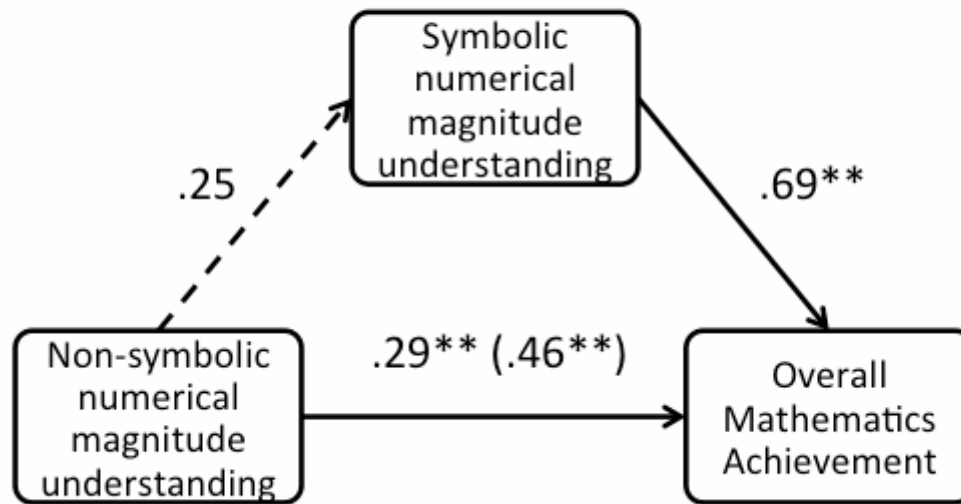 Symbolic
numerical
magnitude
understanding
.25
.69**
Non-symbolic
numerical
magnitude
understanding
.29** (.46**)
Overall
Mathematics
Achievement